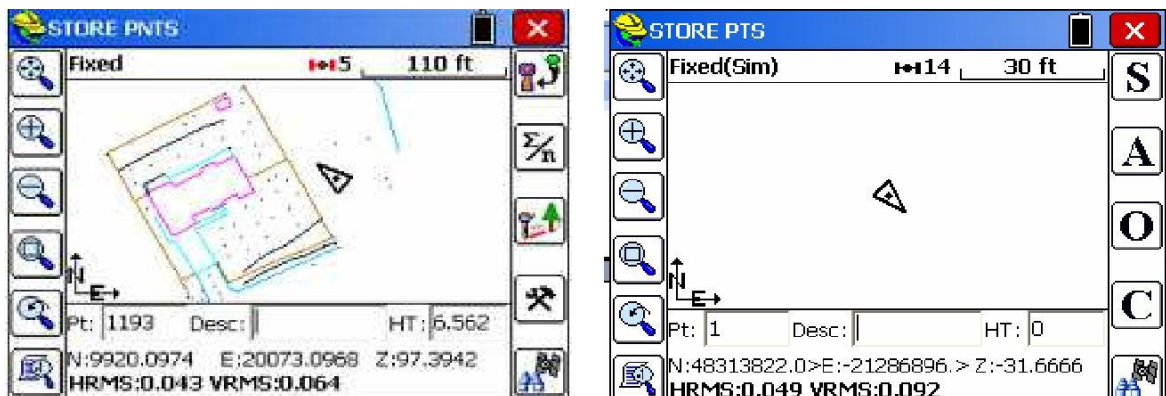 STORE PNTS
Fixed 5 110 ft
Σ/n
N
E
Pt: 1193 Desc: HT: 6.562
N:9920.0974 E:20073.0968 Z:97.3942
HRMS:0.043 VRMS:0.064
STORE PTS
Fixed(Sim) 14 30 ft
S
A
O
N
E
C
Pt: 1 Desc: HT: 0
N:48313822.0>E:-21286896.> Z:-31.6666
HRMS:0.049 VRMS:0.092